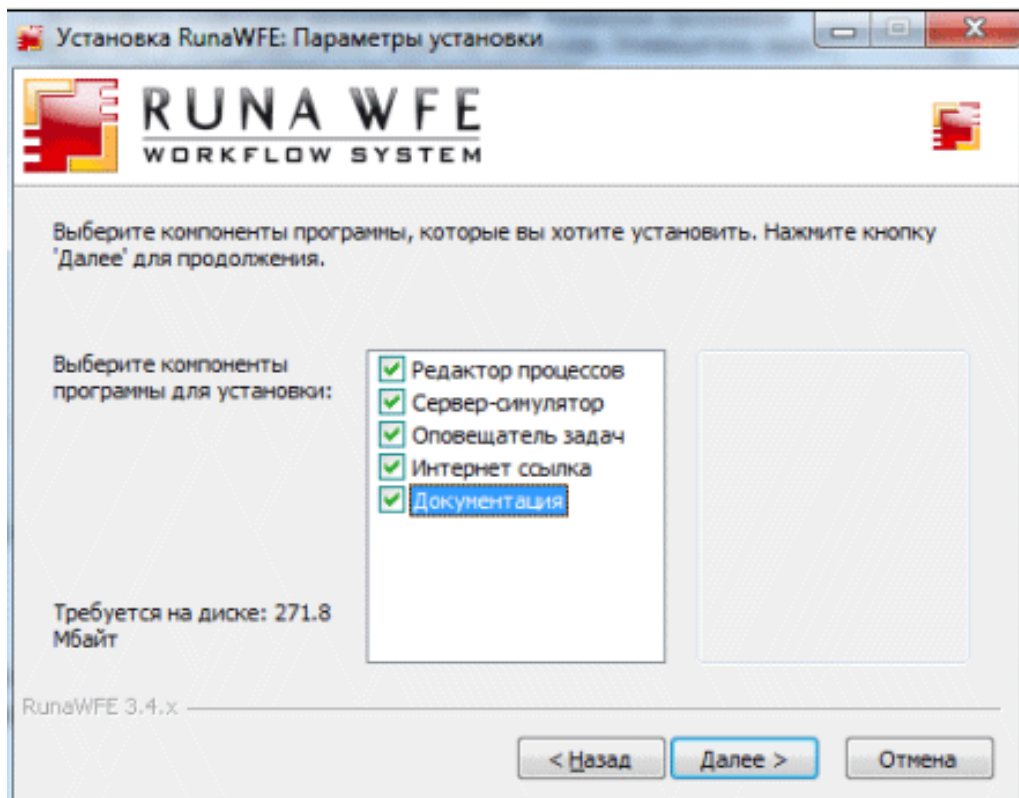 Установка RunaWFE: Параметры установки
RUNA WFE
WORKFLOW SYSTEM
Выберите компоненты программы, которые вы хотите установить. Нажмите кнопку
'Далее' для продолжения.
Выберите компоненты
программы для установки:
Редактор процессов
Сервер-симулятор
Оповещатель задач
Интернет ссылка
Документация
Требуется на диске: 271.8
Мбайт
RunaWFE 3.4.x
< Назад
Далее >
Отмена